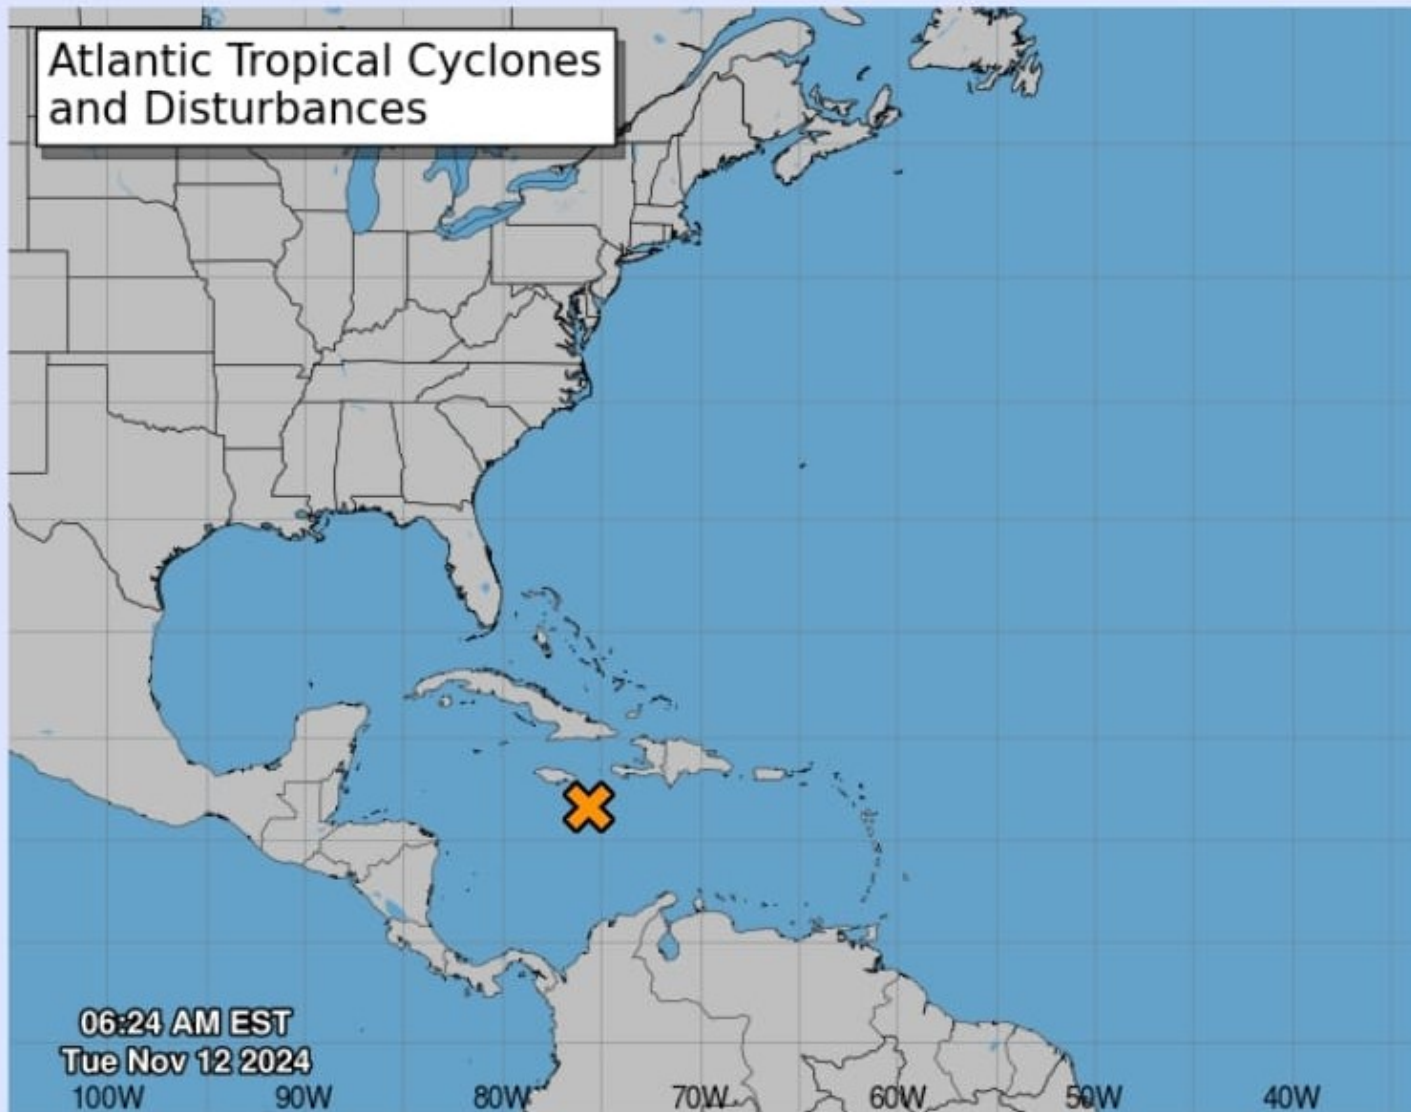 Atlantic Tropical Cyclones
and Disturbances
06:24 AM EST
Tue Nov 12 2024
100W 90W 80W 70W 60W 50W 40W